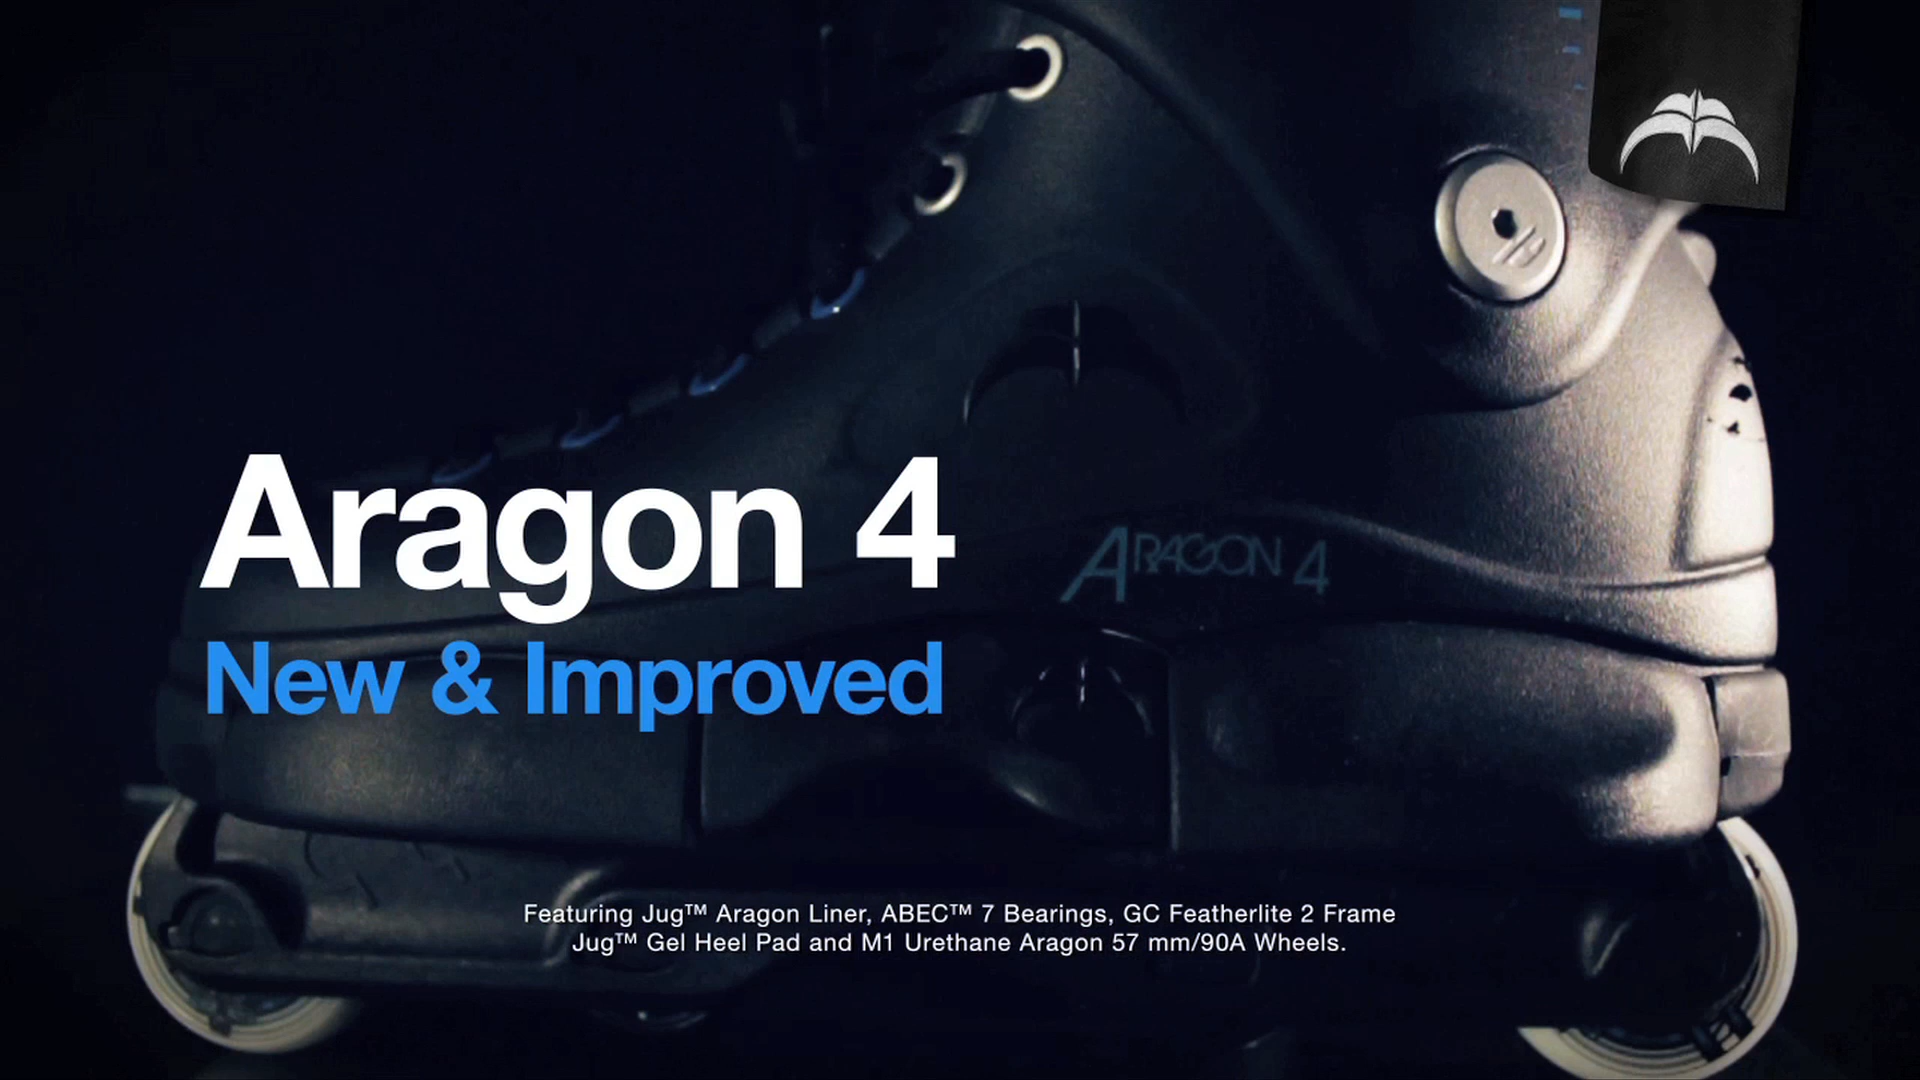 Aragon 4
New & Improved
ARAGON 4
Featuring Jug™ Aragon Liner, ABEC™ 7 Bearings, GC Featherlite 2 Frame
Jug™ Gel Heel Pad and M1 Urethane Aragon 57 mm/90A Wheels.